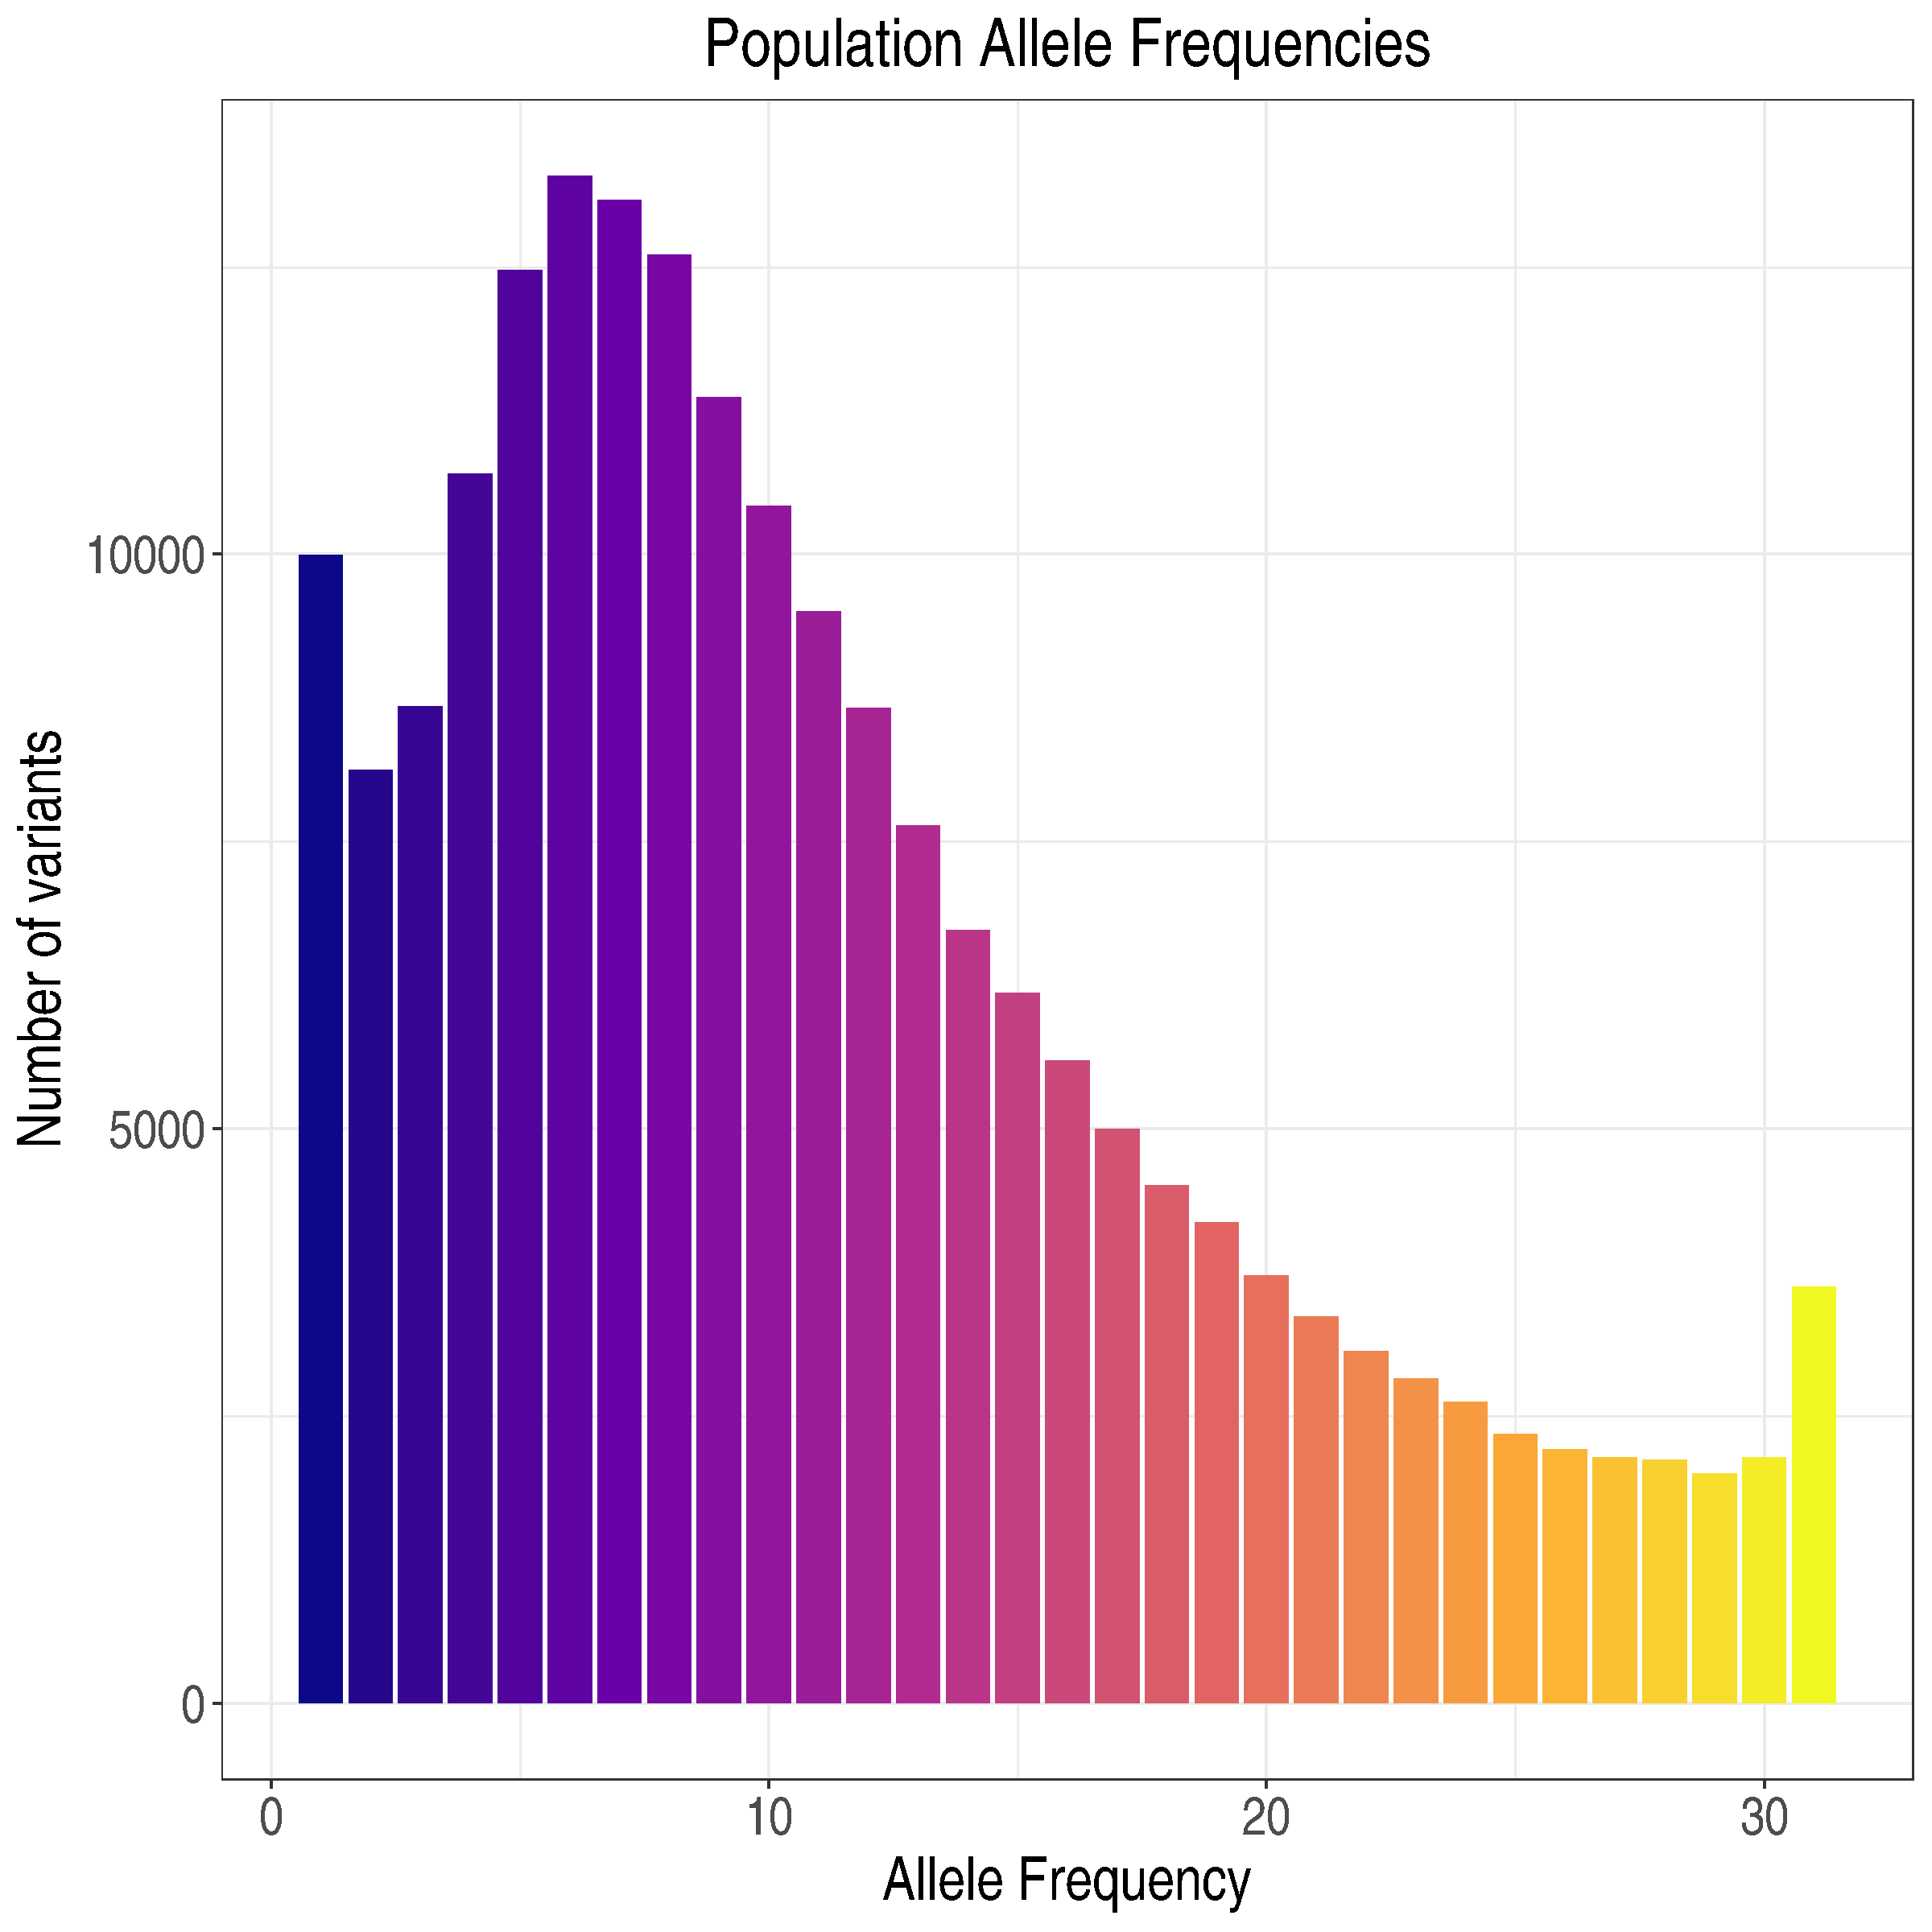 Population Allele Frequencies
Number of variants
10000
5000
0
0 10 20 30
Allele Frequency